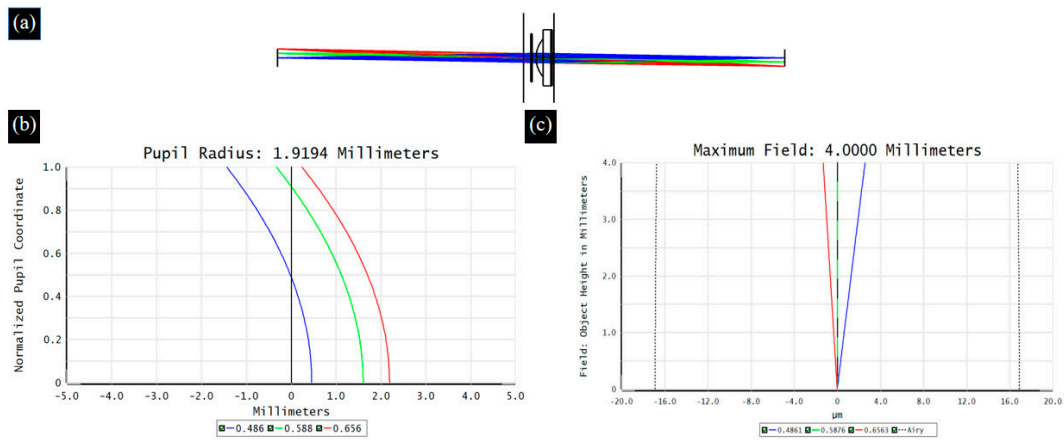 (a)
(b)
(c)
Pupil Radius: 1.9194 Millimeters
Maximum Field: 4.0000 Millimeters
Normalized Pupil Coordinate
1.0
0.8
0.6
0.4
0.2
0
-5.0 -4.0 -3.0 -2.0 -1.0 0 1.0 2.0 3.0 4.0 5.0
Millimeters
0.486 0.588 0.656
Field: Object Height in Millimeters
4.0
3.0
2.0
1.0
0
-20.0 -16.0 -12.0 -8.0 -4.0 0 4.0 8.0 12.0 16.0 20.0
µm
0.4861 0.5876 0.6563 Airy